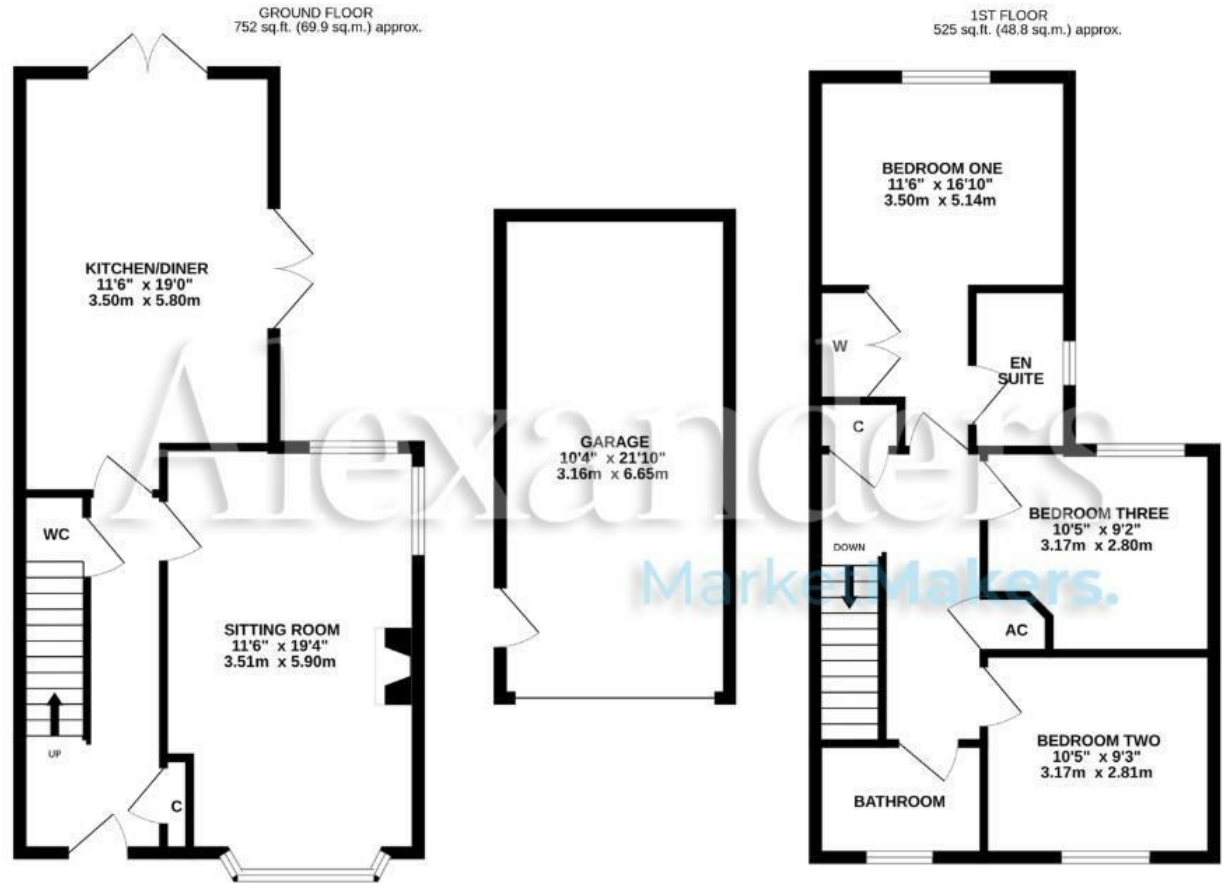 GROUND FLOOR
752 sq.ft. (69.9 sq.m.) approx.
KITCHEN/DINER
11'6" x 19'0"
3.50m x 5.80m
WC
UP
SITTING ROOM
11'6" x 19'4"
3.51m x 5.90m
C
GARAGE
10'4" x 21'10"
3.16m x 6.65m
1ST FLOOR
525 sq.ft. (48.8 sq.m.) approx.
BEDROOM ONE
11'6" x 16'10"
3.50m x 5.14m
W
EN
SUITE
C
DOWN
BEDROOM THREE
10'5" x 9'2"
3.17m x 2.80m
AC
BEDROOM TWO
10'5" x 9'3"
3.17m x 2.81m
BATHROOM
Alexanders
MarketMakers.